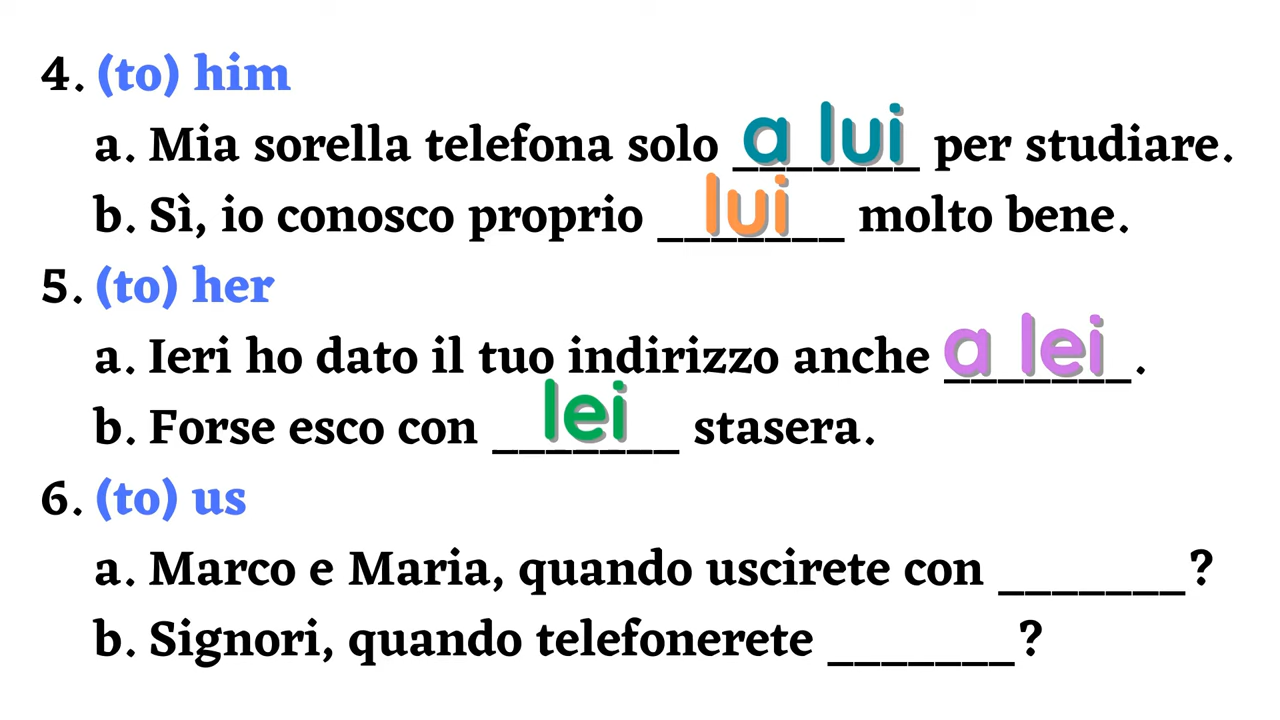 4. (to) him
a. Mia sorella telefona solo a lui per studiare.
b. Sì, io conosco proprio lui molto bene.
5. (to) her
a. Ieri ho dato il tuo indirizzo anche a lei.
b. Forse esco con lei stasera.
6. (to) us
a. Marco e Maria, quando uscirete con _______?
b. Signori, quando telefonerete _______?